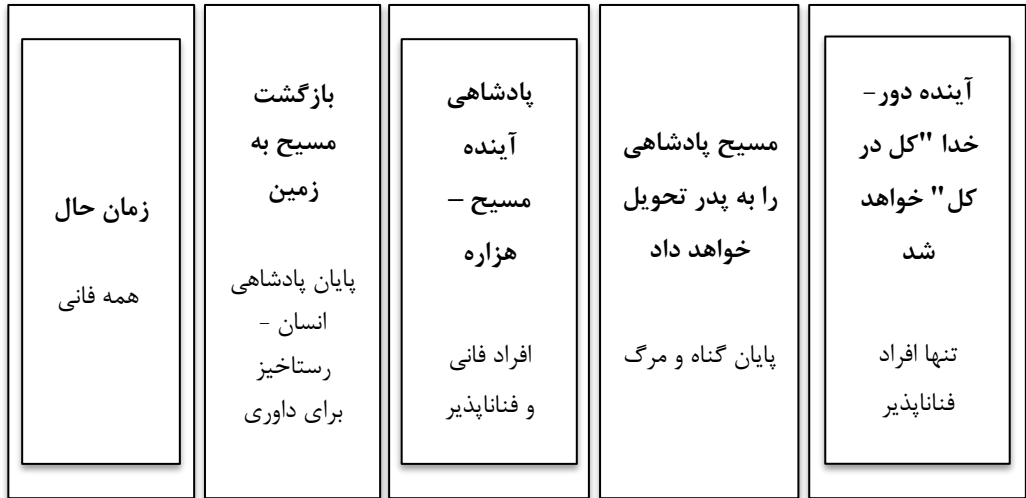 زمان حال
همه فانی
بازگشت
مسیح به
زمین
پایان پادشاهی
انسان -
رستاخیز
برای داوری
پادشاهی
آینده
مسیح –
هزاره
افراد فانی
و فناناپذیر
مسیح پادشاهی
را به پدر تحویل
خواهد داد
پایان گناه و مرگ
آینده دور-
خدا "کل در
کل" خواهد
شد
تنها افراد
فناناپذیر